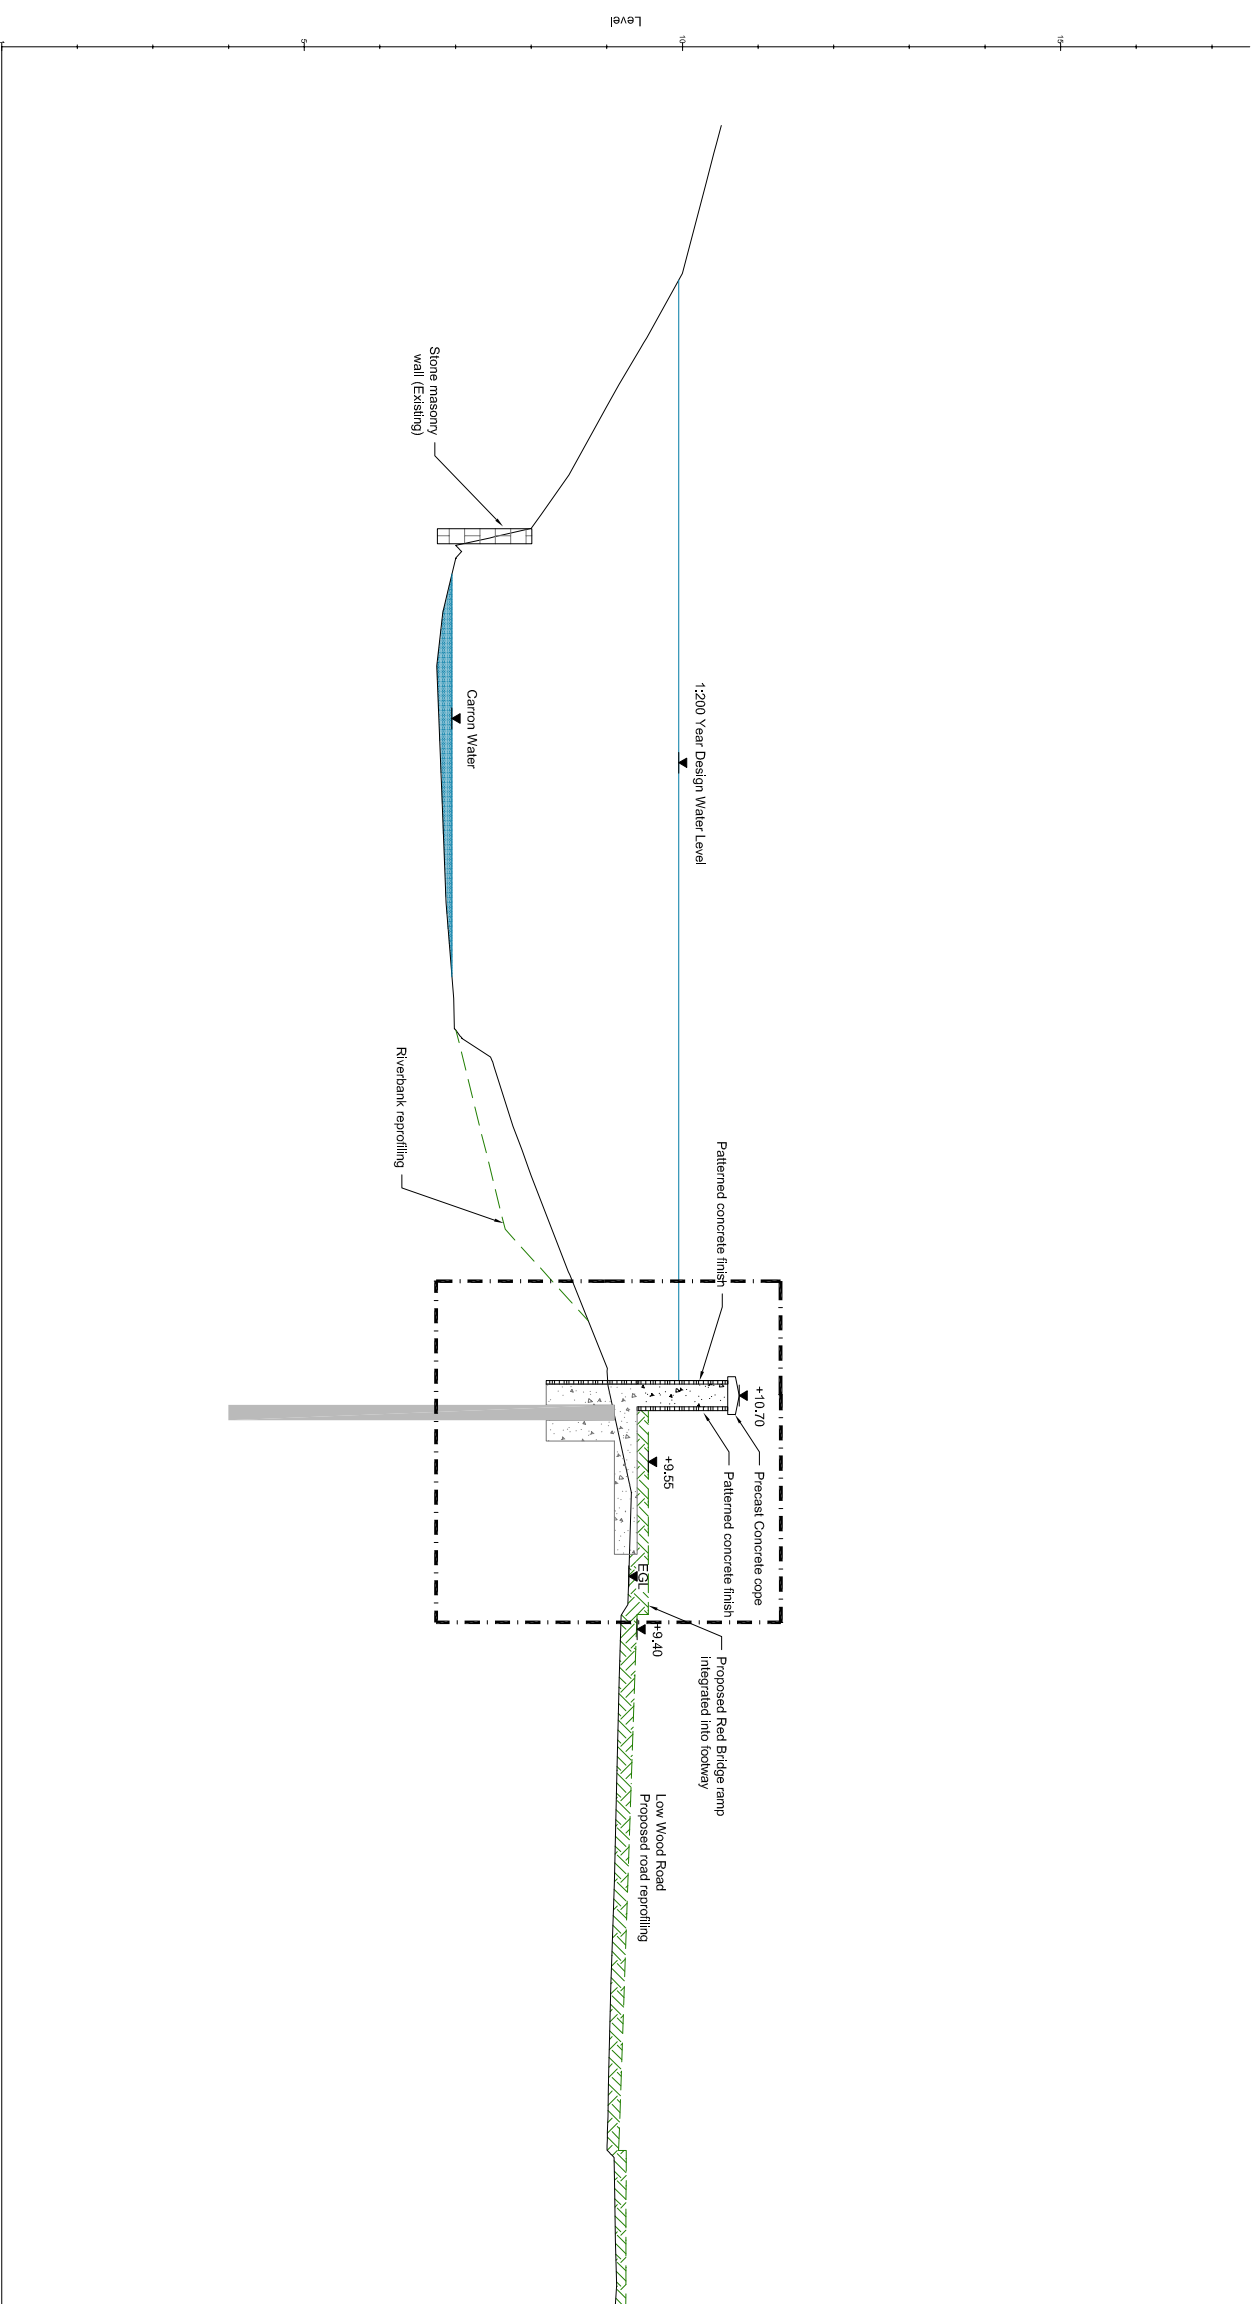 Level
5
10
15
Stone masonry
wall (Existing)
Carron Water
1:200 Year Design Water Level
Riverbank reprofiling
Patterned concrete finish
+10.70
Precast Concrete cope
Patterned concrete finish
+9.55
EGL
+9.40
Proposed Red Bridge ramp
integrated into footway
Low Wood Road
Proposed road reprofiling